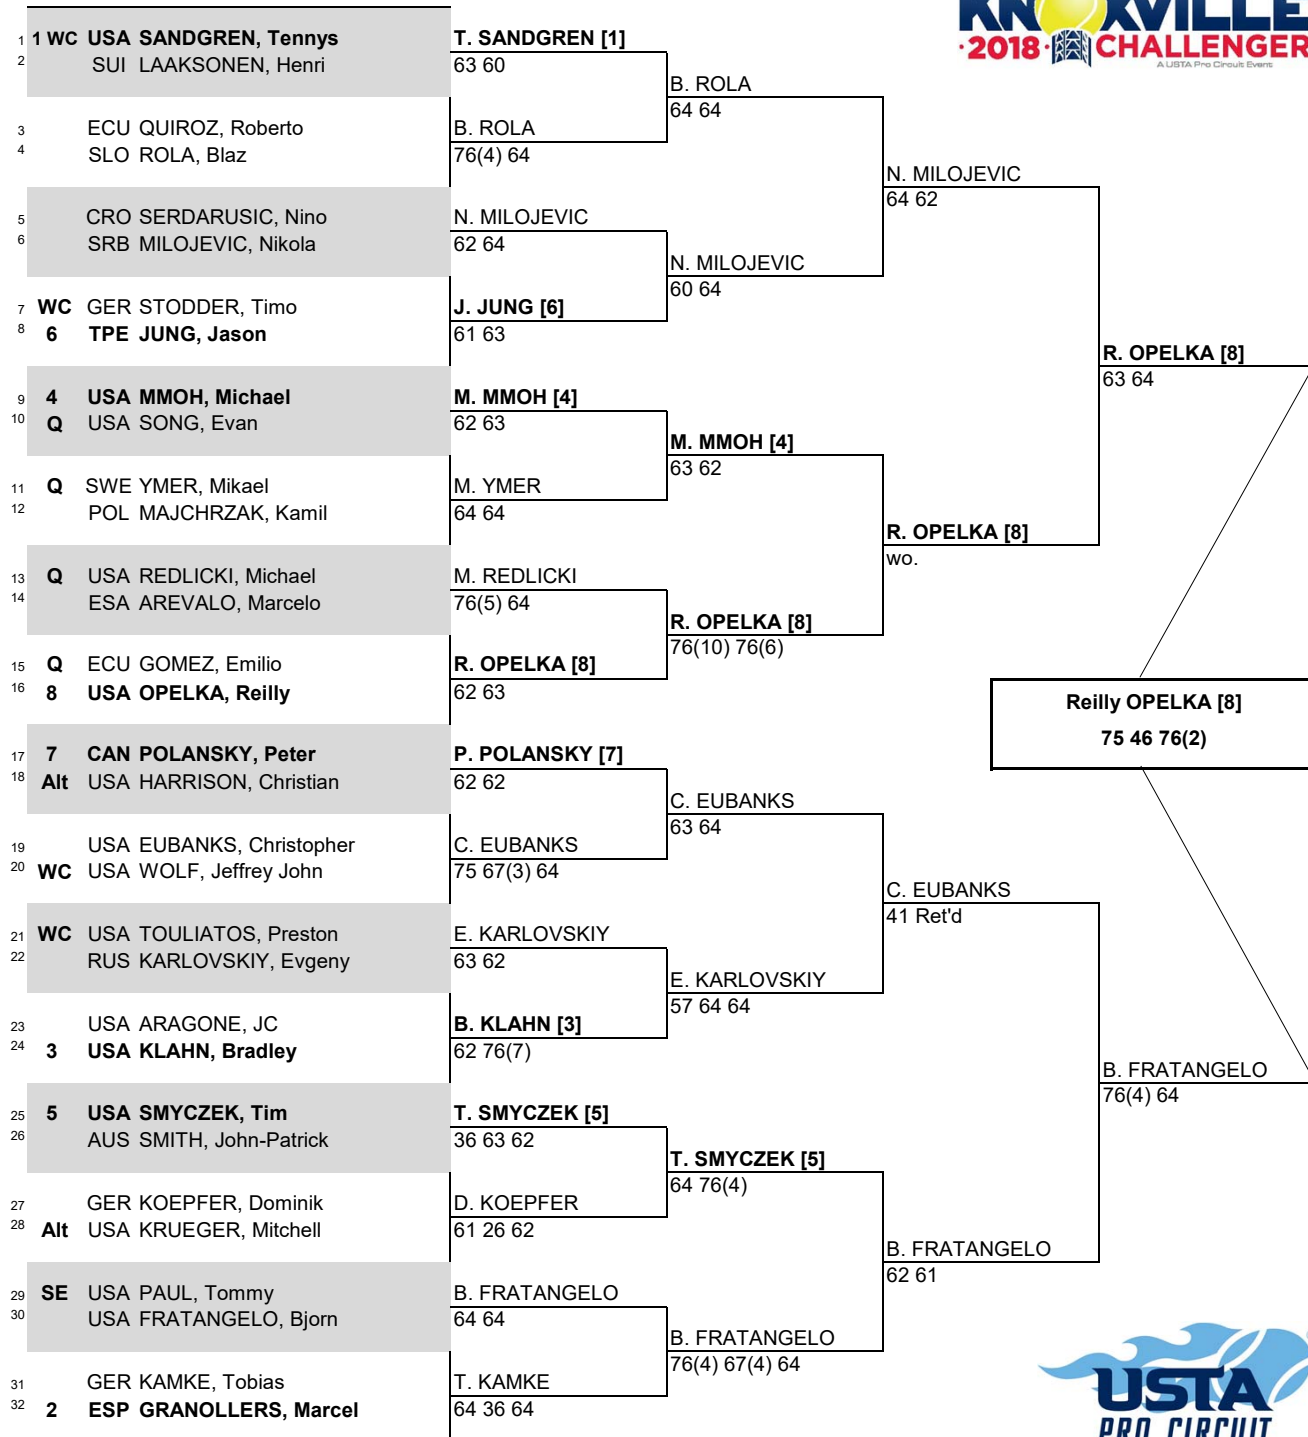 KNOXVILLE
·2018· CHALLENGER
A USTA Pro Circuit Event
1 1 WC USA SANDGREN, Tennys
2 SUI LAAKSONEN, Henri
3 ECU QUIROZ, Roberto
4 SLO ROLA, Blaz
5 CRO SERDARUSIC, Nino
6 SRB MILOJEVIC, Nikola
7 WC GER STODDER, Timo
8 6 TPE JUNG, Jason
9 4 USA MMOH, Michael
10 Q USA SONG, Evan
11 Q SWE YMER, Mikael
12 POL MAJCHRZAK, Kamil
13 Q USA REDLICKI, Michael
14 ESA AREVALO, Marcelo
15 Q ECU GOMEZ, Emilio
16 8 USA OPELKA, Reilly
17 7 CAN POLANSKY, Peter
18 Alt USA HARRISON, Christian
19 USA EUBANKS, Christopher
20 WC USA WOLF, Jeffrey John
21 WC USA TOULIATOS, Preston
22 RUS KARLOVSKIY, Evgeny
23 USA ARAGONE, JC
24 3 USA KLAHN, Bradley
25 5 USA SMYCZEK, Tim
26 AUS SMITH, John-Patrick
27 GER KOEPFER, Dominik
28 Alt USA KRUEGER, Mitchell
29 SE USA PAUL, Tommy
30 USA FRATANGELO, Bjorn
31 GER KAMKE, Tobias
32 2 ESP GRANOLLERS, Marcel
T. SANDGREN [1]
63 60
B. ROLA
76(4) 64
N. MILOJEVIC
62 64
J. JUNG [6]
61 63
M. MMOH [4]
62 63
M. YMER
64 64
M. REDLICKI
76(5) 64
R. OPELKA [8]
62 63
P. POLANSKY [7]
62 62
C. EUBANKS
75 67(3) 64
E. KARLOVSKIY
63 62
B. KLAHN [3]
62 76(7)
T. SMYCZEK [5]
36 63 62
D. KOEPFER
61 26 62
B. FRATANGELO
64 64
T. KAMKE
64 36 64
B. ROLA
64 64
N. MILOJEVIC
60 64
M. MMOH [4]
63 62
R. OPELKA [8]
76(10) 76(6)
C. EUBANKS
63 64
E. KARLOVSKIY
57 64 64
T. SMYCZEK [5]
64 76(4)
B. FRATANGELO
76(4) 67(4) 64
N. MILOJEVIC
64 62
R. OPELKA [8]
wo.
C. EUBANKS
41 Ret'd
B. FRATANGELO
62 61
R. OPELKA [8]
63 64
B. FRATANGELO
76(4) 64
Reilly OPELKA [8]
75 46 76(2)
USTA
PRO CIRCUIT